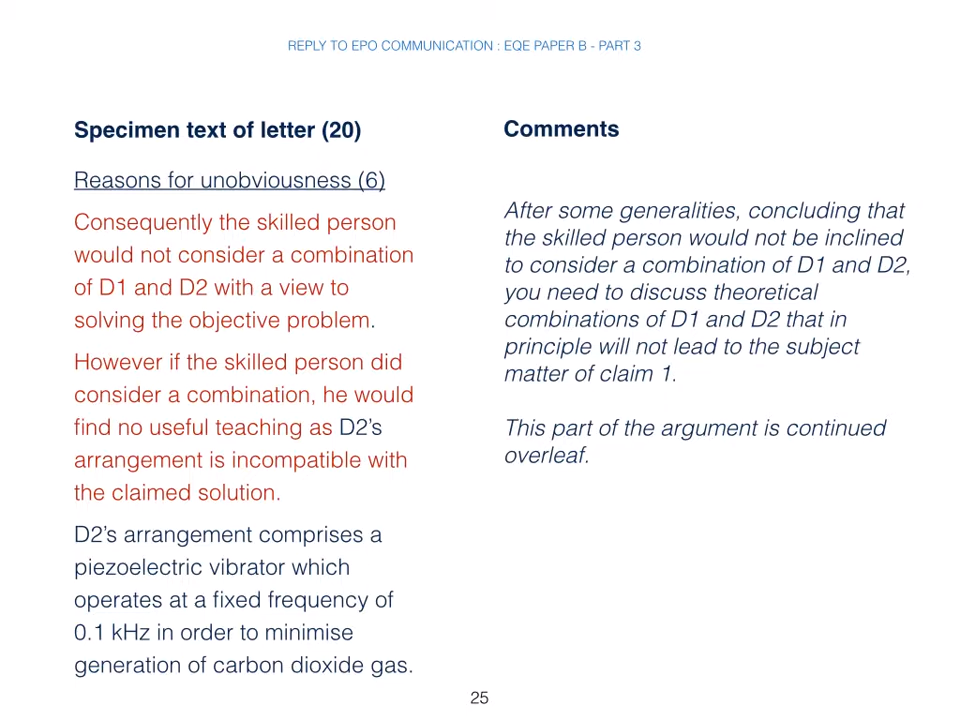 REPLY TO EPO COMMUNICATION : EQE PAPER B - PART 3
Specimen text of letter (20)
Reasons for unobviousness (6)
Consequently the skilled person
would not consider a combination
of D1 and D2 with a view to
solving the objective problem.
However if the skilled person did
consider a combination, he would
find no useful teaching as D2’s
arrangement is incompatible with
the claimed solution.
D2’s arrangement comprises a
piezoelectric vibrator which
operates at a fixed frequency of
0.1 kHz in order to minimise
generation of carbon dioxide gas.
Comments
After some generalities, concluding that
the skilled person would not be inclined
to consider a combination of D1 and D2,
you need to discuss theoretical
combinations of D1 and D2 that in
principle will not lead to the subject
matter of claim 1.
This part of the argument is continued
overleaf.
25